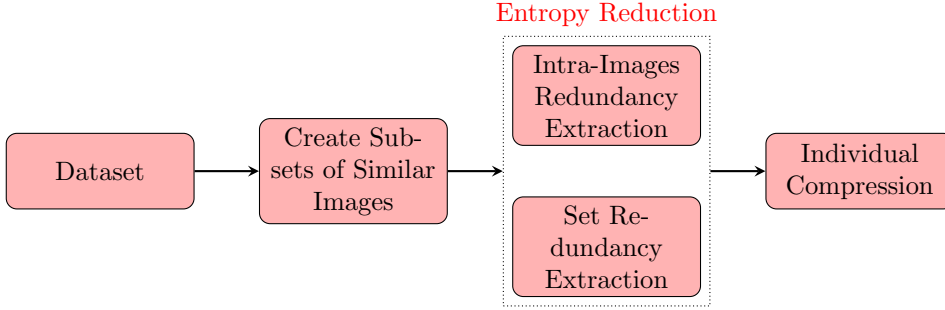 Entropy Reduction
Dataset
Create Sub-
sets of Similar
Images
Intra-Images
Redundancy
Extraction
Set Re-
dundancy
Extraction
Individual
Compression